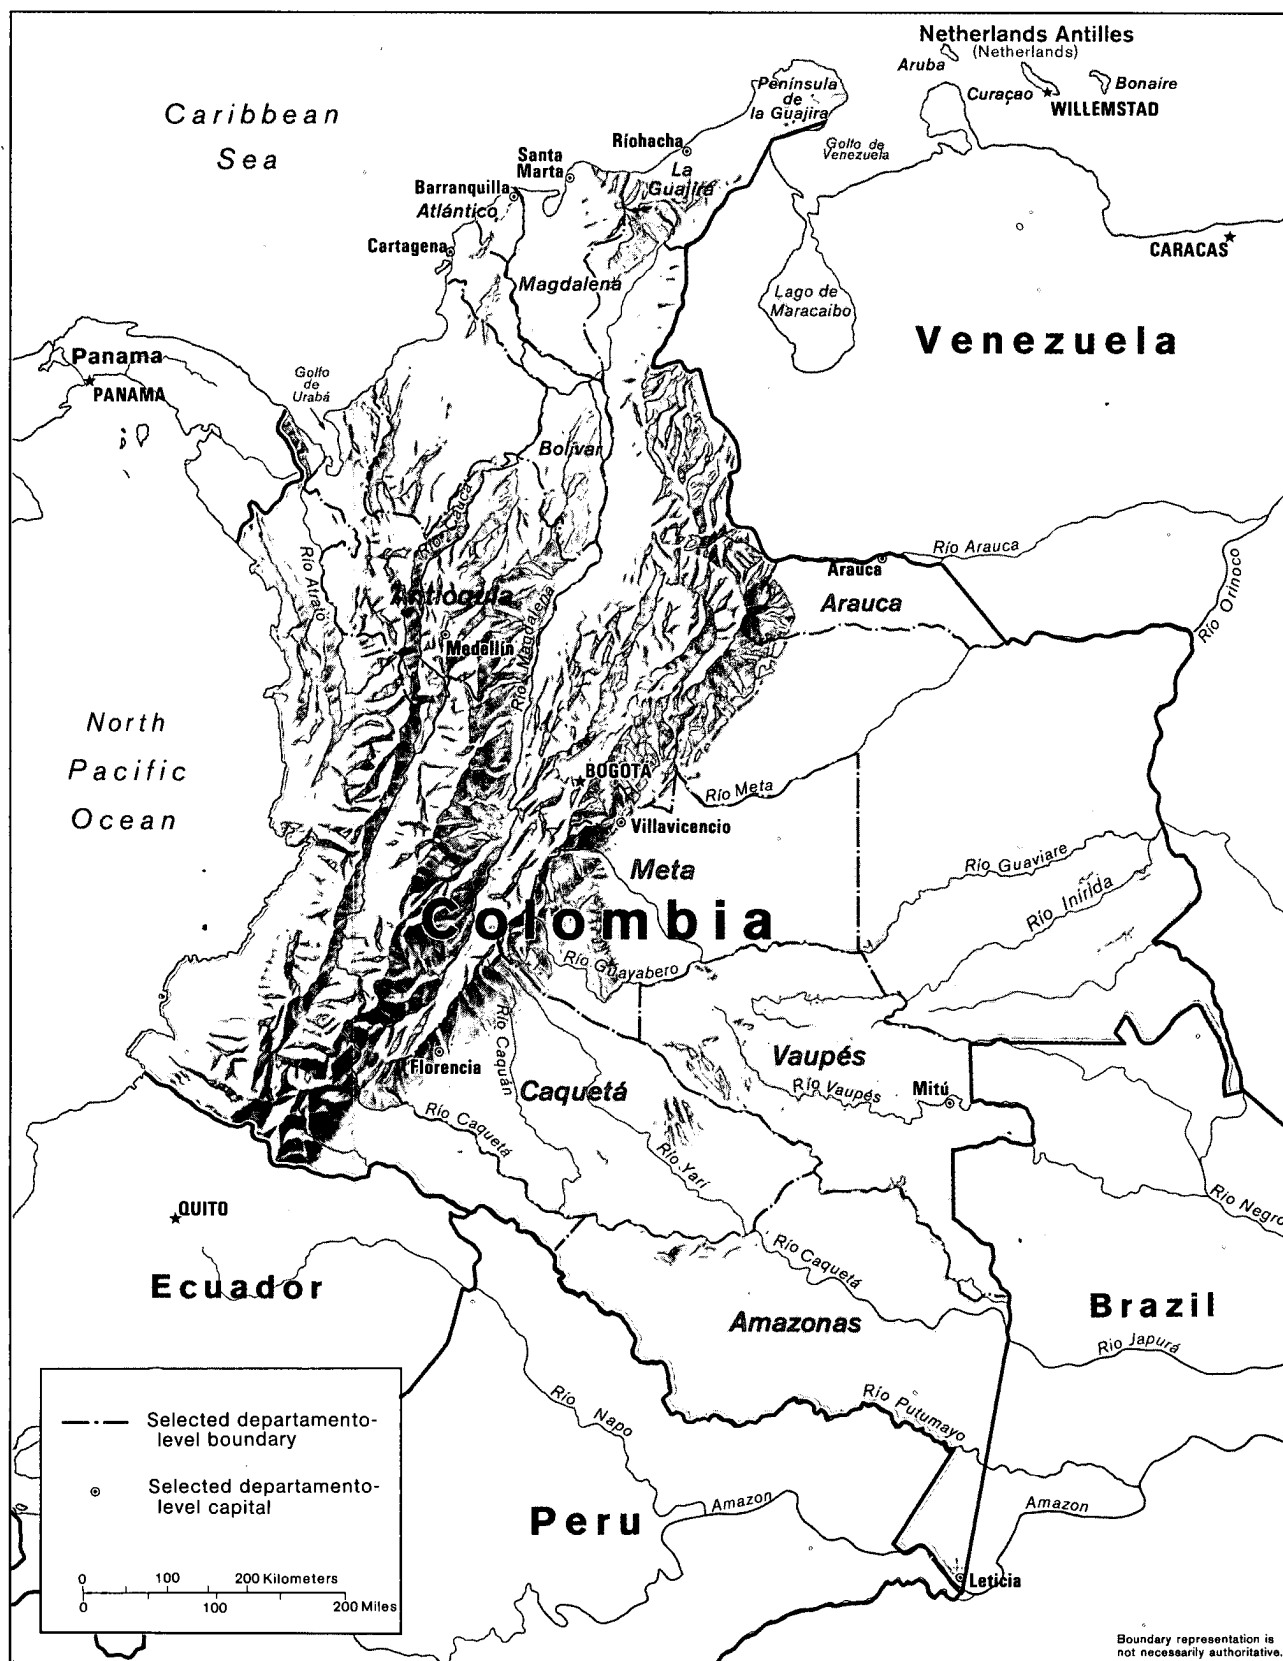 Netherlands Antilles
(Netherlands)
Aruba
Curaçao
Bonaire
WILLEMSTAD
Caribbean
Sea
Península
de
la Guajira
Golfo de
Venezuela
Ríohacha
La
Guajira
Santa
Marta
Barranquilla
Atlántico
Cartagena
CARACAS
Magdalena
Lago de
Maracaibo
Venezuela
Panama
PANAMA
Golfo
de
Urabá
Bolívar
Río Cauca
Río Atrato
Antioquia
Medellín
Río Magdalena
Río Arauca
Arauca
Arauca
Río Orinoco
North
Pacific
Ocean
BOGOTA
Río Meta
Villavicencio
Meta
Río Guaviare
Río Inírida
Colombia
Río Guayabero
Río Caquán
Florencia
Caquetá
Vaupés
Río Vaupés
Mitú
Río Caquetá
Río Yarí
Río Negro
QUITO
Ecuador
Río Caquetá
Amazonas
Brazil
Rio Japurá
Río Putumayo
Río Napo
Peru
Amazon
Amazon
Leticia
Selected departamento-
level boundary
Selected departamento-
level capital
0 100 200 Kilometers
0 100 200 Miles
Boundary representation is
not necessarily authoritative.